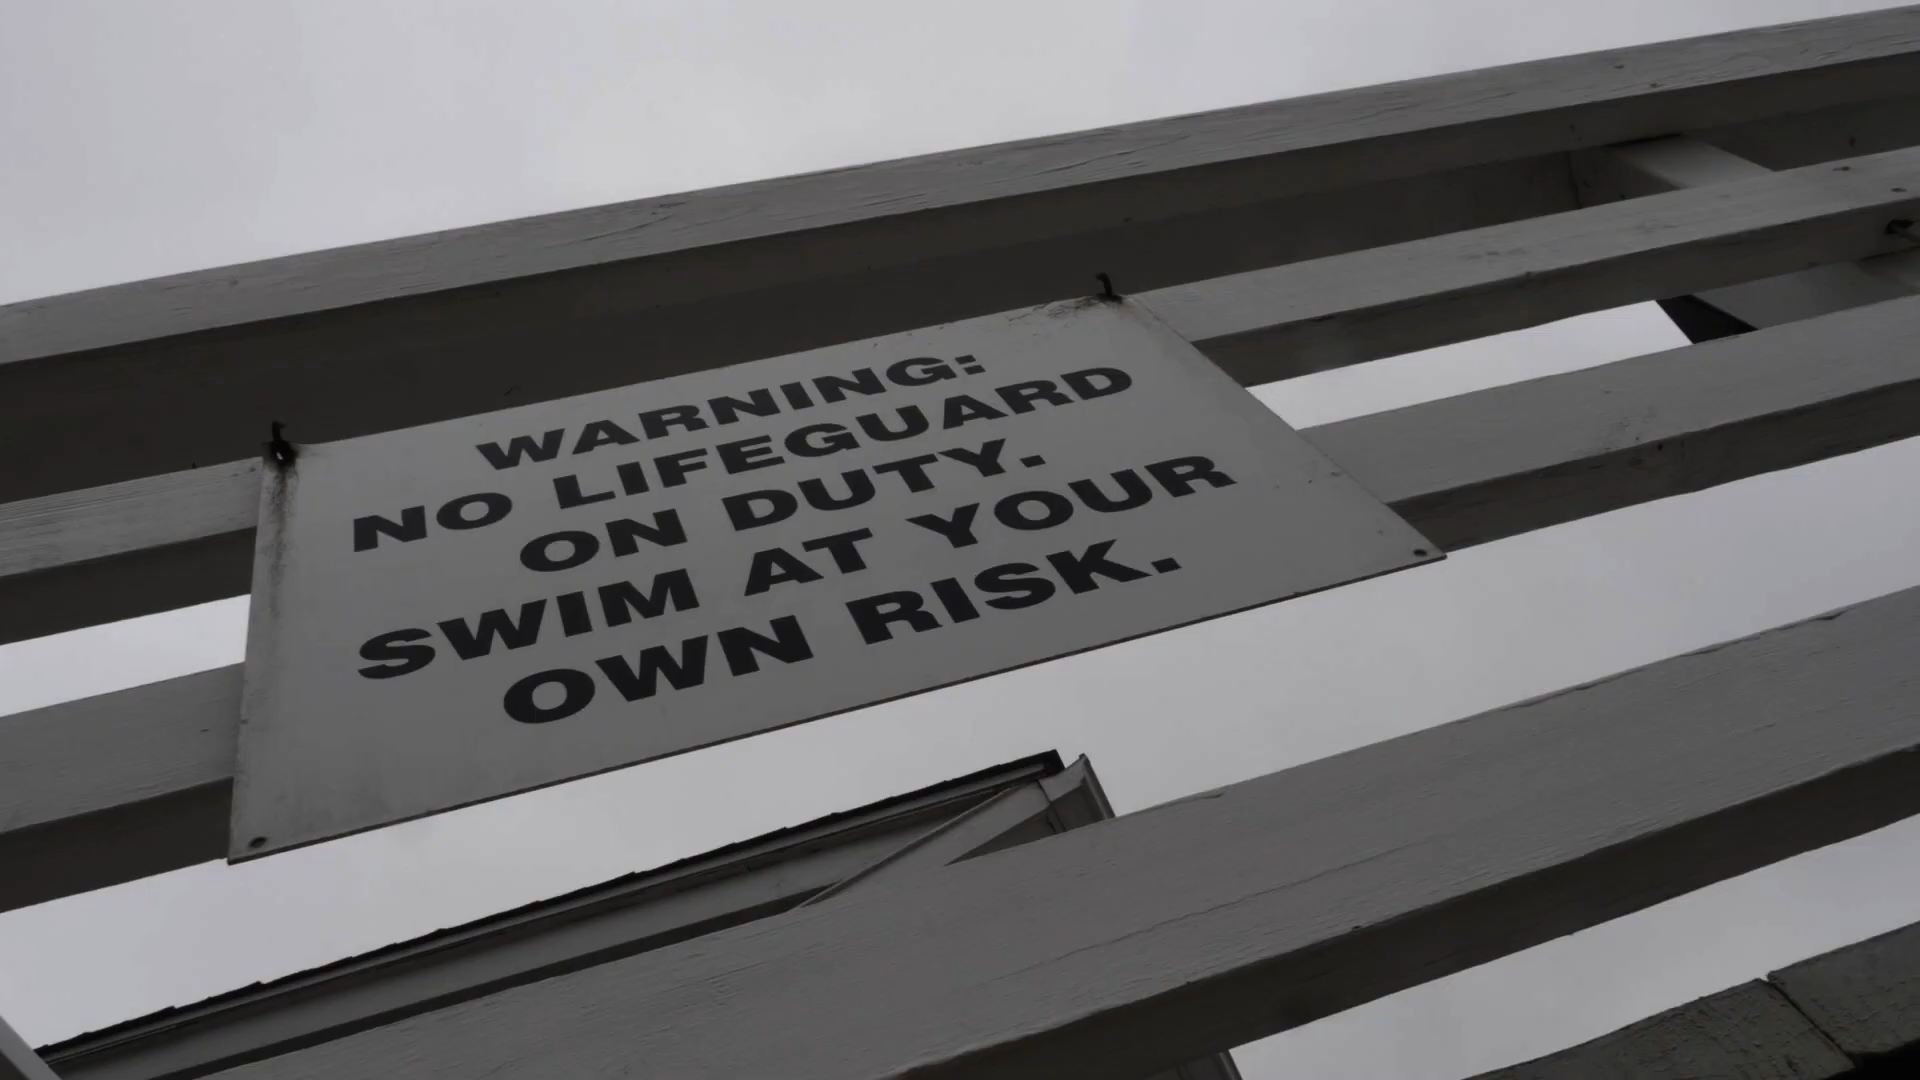 WARNING:
NO LIFEGUARD
ON DUTY.
SWIM AT YOUR
OWN RISK.